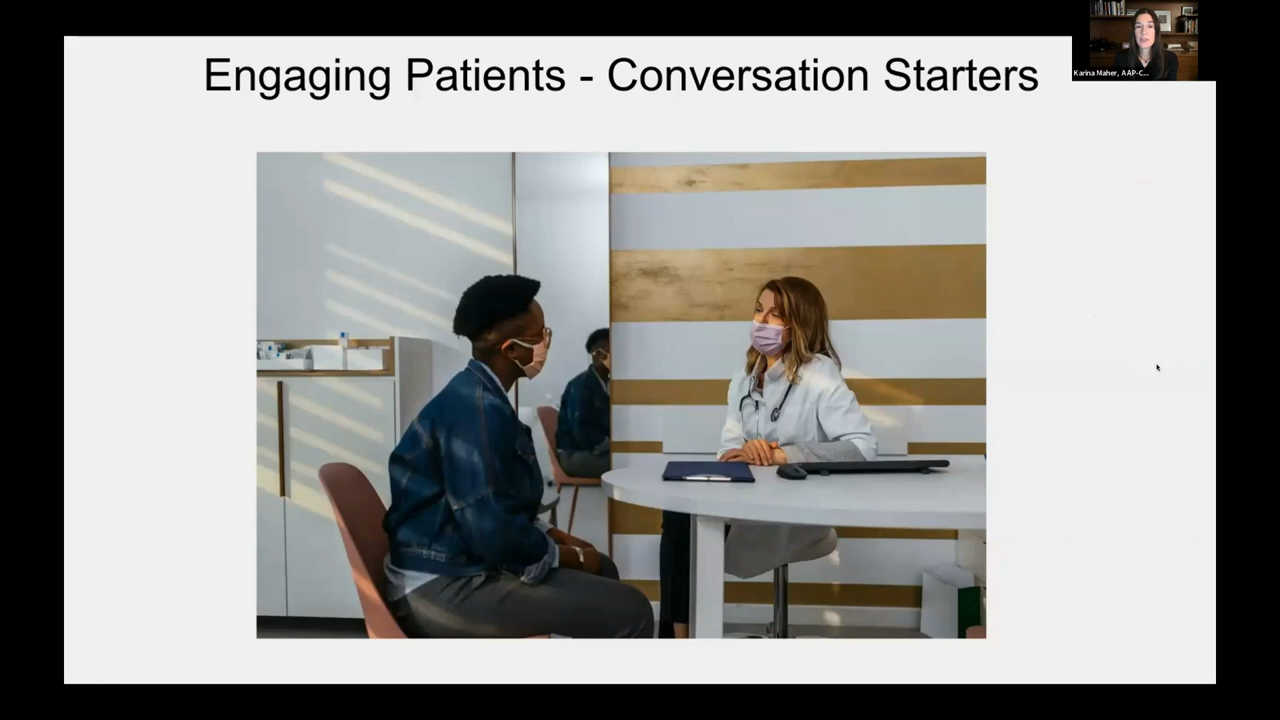 Engaging Patients - Conversation Starters
Karina Maher, AAP-C...